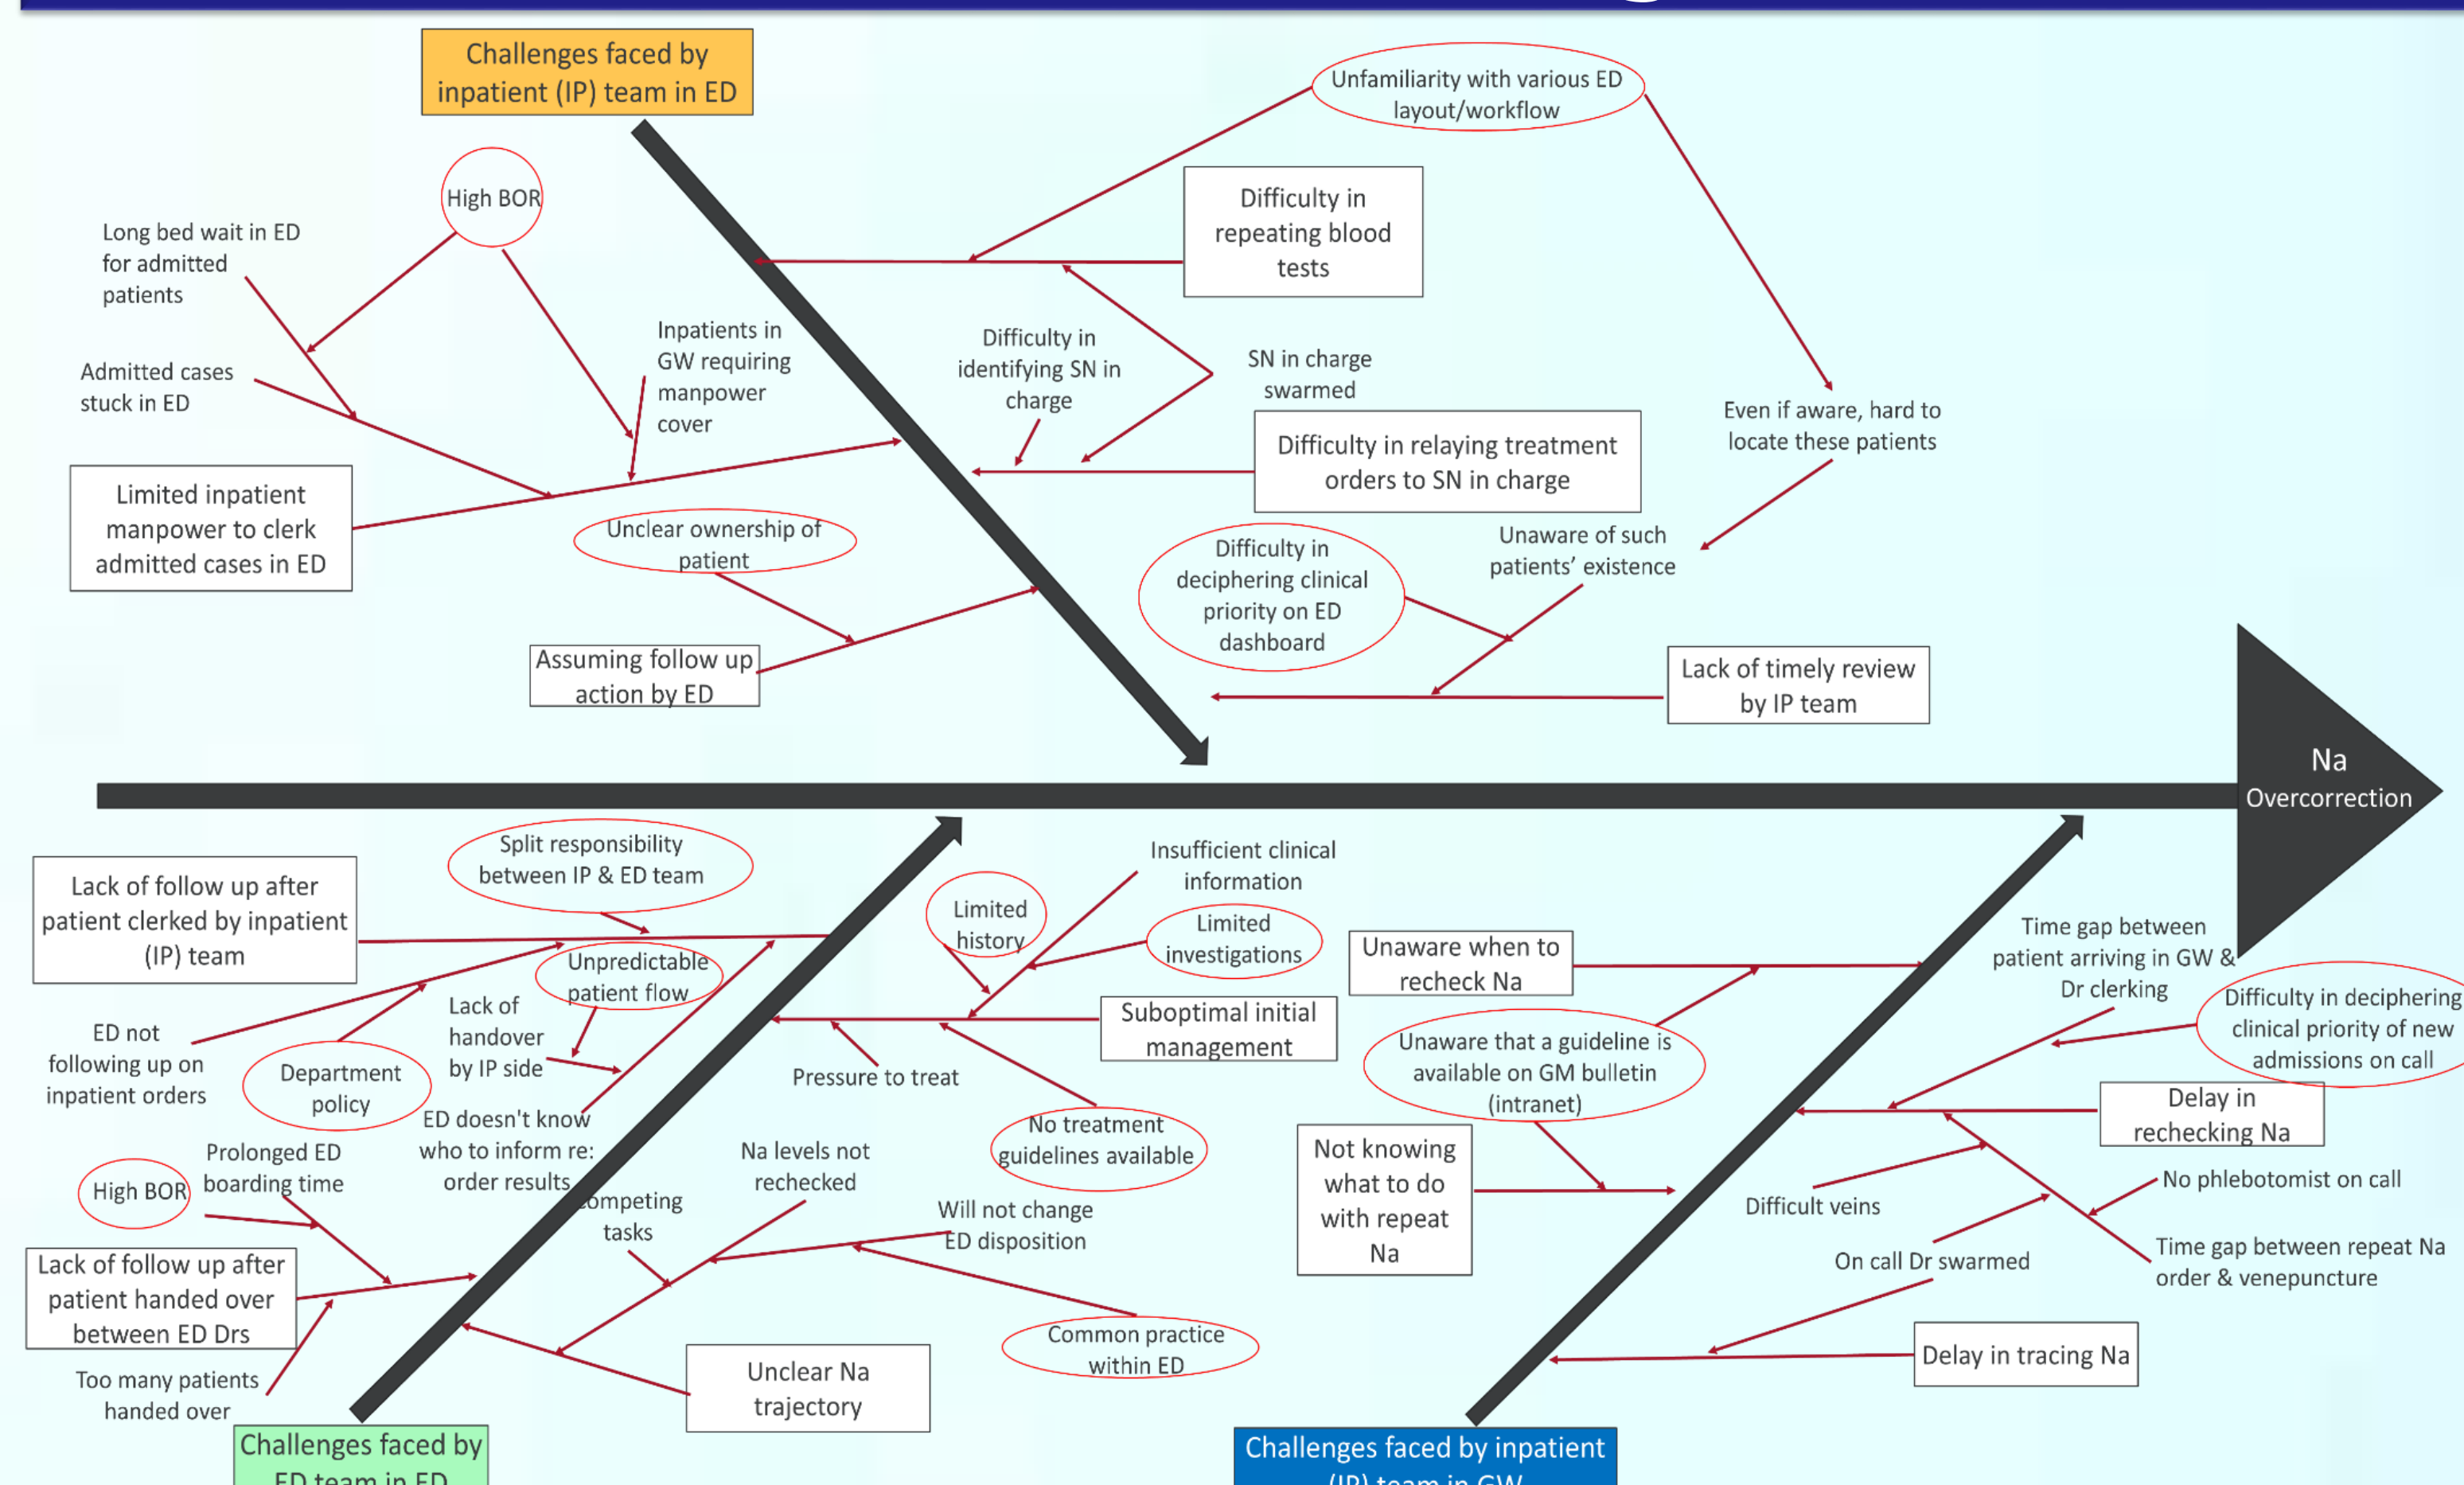 Challenges faced by
inpatient (IP) team in ED
Unfamiliarity with various ED
layout/workflow
High BOR
Long bed wait in ED
for admitted
patients
Difficulty in
repeating blood
tests
Inpatients in
GW requiring
manpower
cover
Difficulty in
identifying SN in
charge
SN in charge
swarmed
Admitted cases
stuck in ED
Even if aware, hard to
locate these patients
Difficulty in relaying treatment
orders to SN in charge
Limited inpatient
manpower to clerk
admitted cases in ED
Unclear ownership of
patient
Difficulty in
deciphering clinical
priority on ED
dashboard
Unaware of such
patients’ existence
Assuming follow up
action by ED
Lack of timely review
by IP team
Na
Overcorrection
Split responsibility
between IP & ED team
Lack of follow up after
patient clerked by inpatient
(IP) team
Insufficient clinical
information
Limited
history
Limited
investigations
Unpredictable
patient flow
Unaware when to
recheck Na
Time gap between
patient arriving in GW &
Dr clerking
Difficulty in deciphering
clinical priority of new
admissions on call
Lack of
handover
by IP side
ED not
following up on
inpatient orders
Department
policy
Suboptimal initial
management
Pressure to treat
Unaware that a guideline is
available on GM bulletin
(intranet)
Delay in
rechecking Na
ED doesn't know
who to inform re:
order results
No treatment
guidelines available
Prolonged ED
boarding time
High BOR
Na levels not
rechecked
Not knowing
what to do
with repeat
Na
Difficult veins
No phlebotomist on call
competing
tasks
Will not change
ED disposition
On call Dr swarmed
Time gap between repeat Na
order & venepuncture
Lack of follow up after
patient handed over
between ED Drs
Common practice
within ED
Delay in tracing Na
Too many patients
handed over
Unclear Na
trajectory
Challenges faced by
ED team in ED
Challenges faced by inpatient
(IP) team in GW